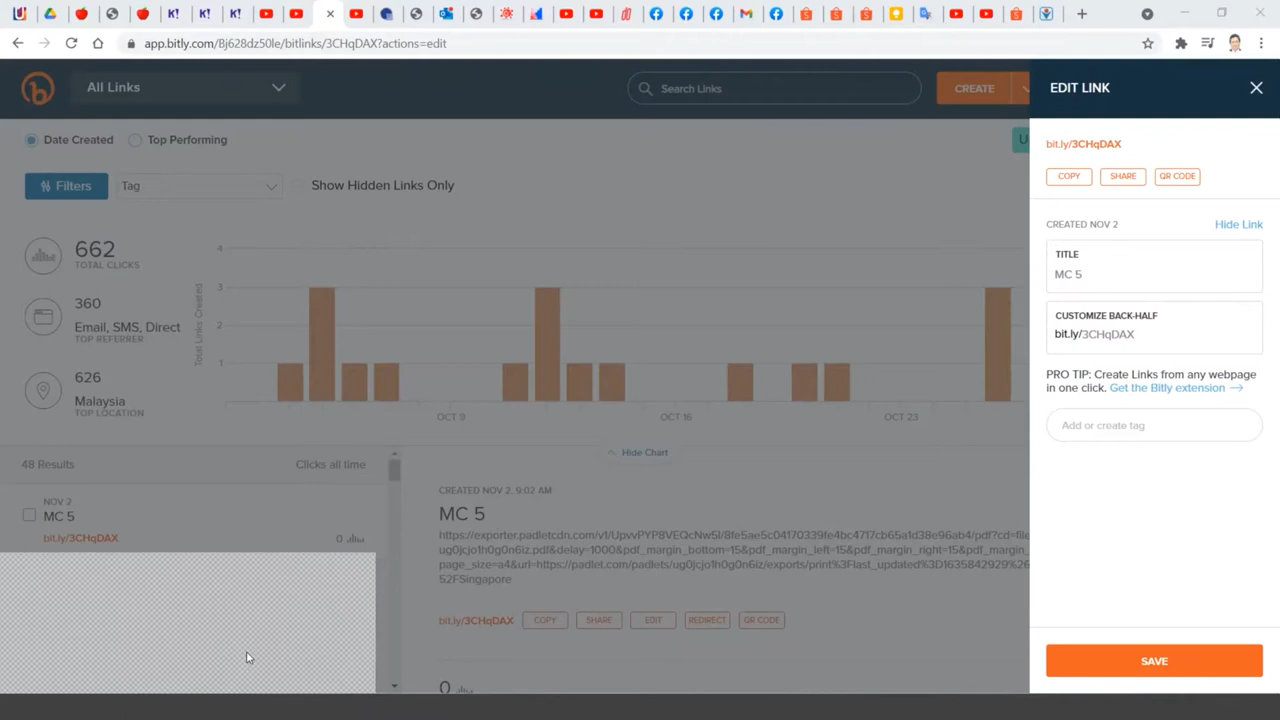 app.bitly.com/Bj628dz50le/bitlinks/3CHqDAX?actions=edit
All Links
Search Links
CREATE
Date Created
Top Performing
Filters
Tag
Show Hidden Links Only
662
TOTAL CLICKS
360
Email, SMS, Direct
TOP REFERRER
626
Malaysia
TOP LOCATION
Total Links Created
4
3
2
1
OCT 9
OCT 16
OCT 23
Hide Chart
48 Results
Clicks all time
NOV 2
MC 5
bit.ly/3CHqDAX
0
CREATED NOV 2, 9:02 AM
MC 5
https://exporter.padletcdn.com/v1/UpvvPYP8VEQcNw5I/8fe5ae5c04170339fe4bc4717cb65a1d38e96ab4/pdf?cd=file
ug0jcjo1h0g0n6iz.pdf&delay=1000&pdf_margin_bottom=15&pdf_margin_left=15&pdf_margin_right=15&pdf_m
page_size=a4&url=https://padlet.com/padlets/ug0jcjo1h0g0n6iz/exports/print%3Flast_updated%3D1635842929%26
52FSingapore
bit.ly/3CHqDAX
COPY
SHARE
EDIT
REDIRECT
QR CODE
0
EDIT LINK
bit.ly/3CHqDAX
COPY
SHARE
QR CODE
CREATED NOV 2
Hide Link
TITLE
MC 5
CUSTOMIZE BACK-HALF
bit.ly/3CHqDAX
PRO TIP: Create Links from any webpage
in one click. Get the Bitly extension →
Add or create tag
SAVE